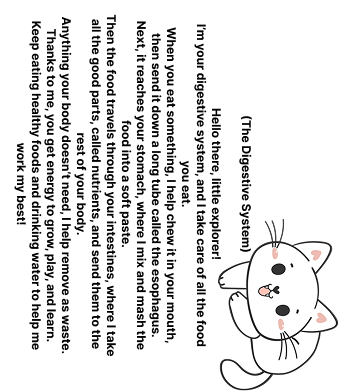 (The Digestive System)
Hello there, little explorer!
I'm your digestive system, and I take care of all the food
you eat.
When you eat something, I help chew it in your mouth,
then send it down a long tube called the esophagus.
Next, it reaches your stomach, where I mix and mash the
food into a soft paste.
Then the food travels through your intestines, where I take
all the good parts, called nutrients, and send them to the
rest of your body.
Anything your body doesn't need, I help remove as waste.
Thanks to me, you get energy to grow, play, and learn.
Keep eating healthy foods and drinking water to help me
work my best!